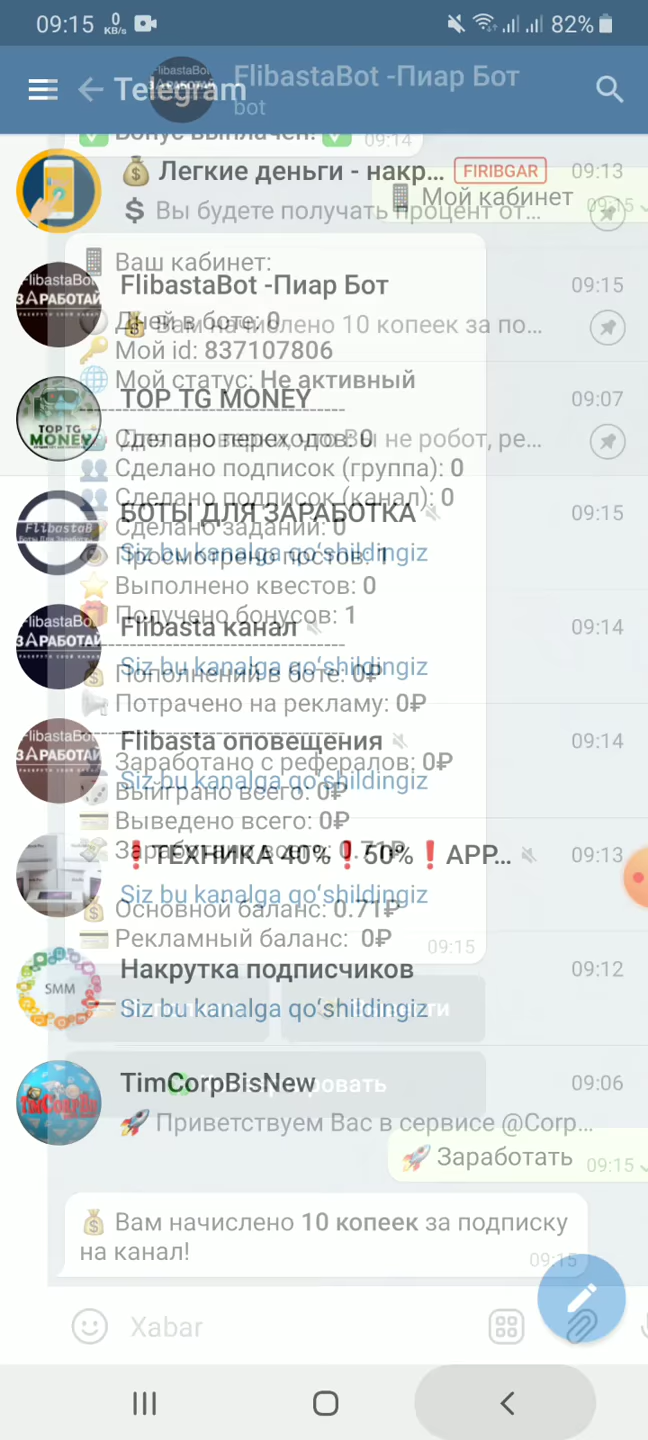 09:15 0 KB/s 82%
Telegram
FlibastaBot -Пиар Бот
bot
Бонус выплачен! 09:14
💰 Легкие деньги - накр... FIRIBGAR 09:13
Мой кабинет 09:15
$ Вы будете получать процент от...
Ваш кабинет:
FlibastaBot -Пиар Бот 09:15
Дней в боте: 0
💰 Вам начислено 10 копеек за по...
Мой id: 837107806
Мой статус: Не активный
TOP TG MONEY 09:07
Сделано переходов: 0
не робот, ре...
Сделано подписок (группа): 0
Сделано подписок (канал): 0
БОТЫ ДЛЯ ЗАРАБОТКА 09:15
Сделано заданий: 0
Siz bu kanalga qo‘shildingiz
Просмотрено постов: 1
Выполнено квестов: 0
Получено бонусов: 1
Flibasta канал 09:14
Siz bu kanalga qo‘shildingiz
Пополнений в боте: 0₽
Потрачено на рекламу: 0₽
Flibasta оповещения 09:14
Заработано с рефералов: 0₽
Siz bu kanalga qo‘shildingiz
Выиграно всего: 0₽
Выведено всего: 0₽
❗ТЕХНИКА 40%❗50%❗APP... 09:13
Siz bu kanalga qo‘shildingiz
Основной баланс: 0.71₽
Рекламный баланс: 0₽
09:15
Накрутка подписчиков 09:12
SMM
Siz bu kanalga qo‘shildingiz
TimCorpBisNew 09:06
🚀 Приветствуем Вас в сервисе @Corp...
🚀 Заработать 09:15
💰 Вам начислено 10 копеек за подписку
на канал!
09:15
Xabar